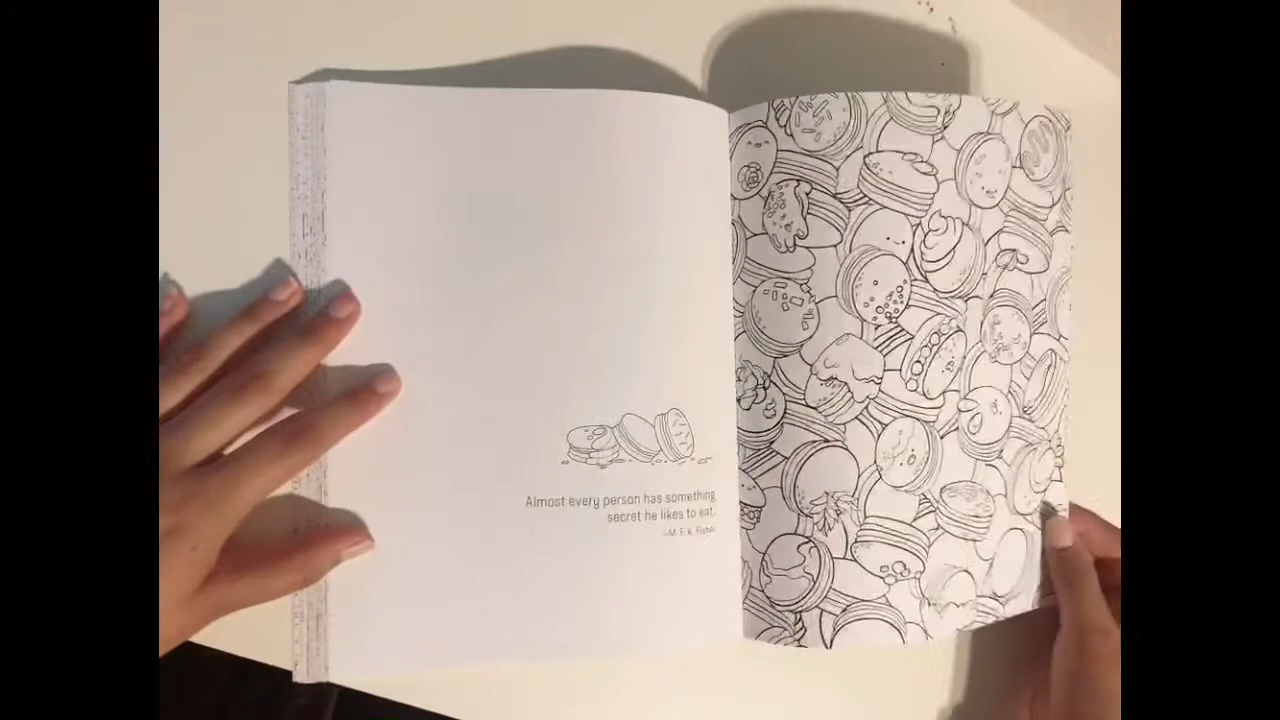 Almost every person has something
secret he likes to eat.
–M. F. K. Fisher